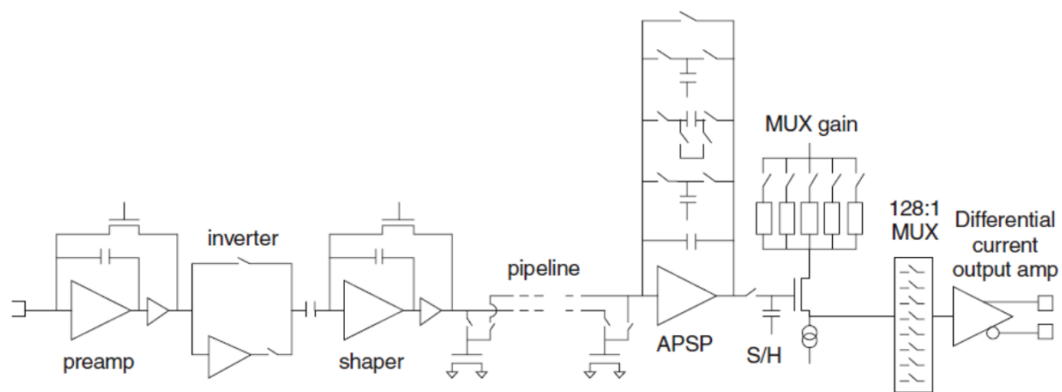 preamp
inverter
shaper
pipeline
APSP
S/H
MUX gain
128:1
MUX
Differential
current
output amp